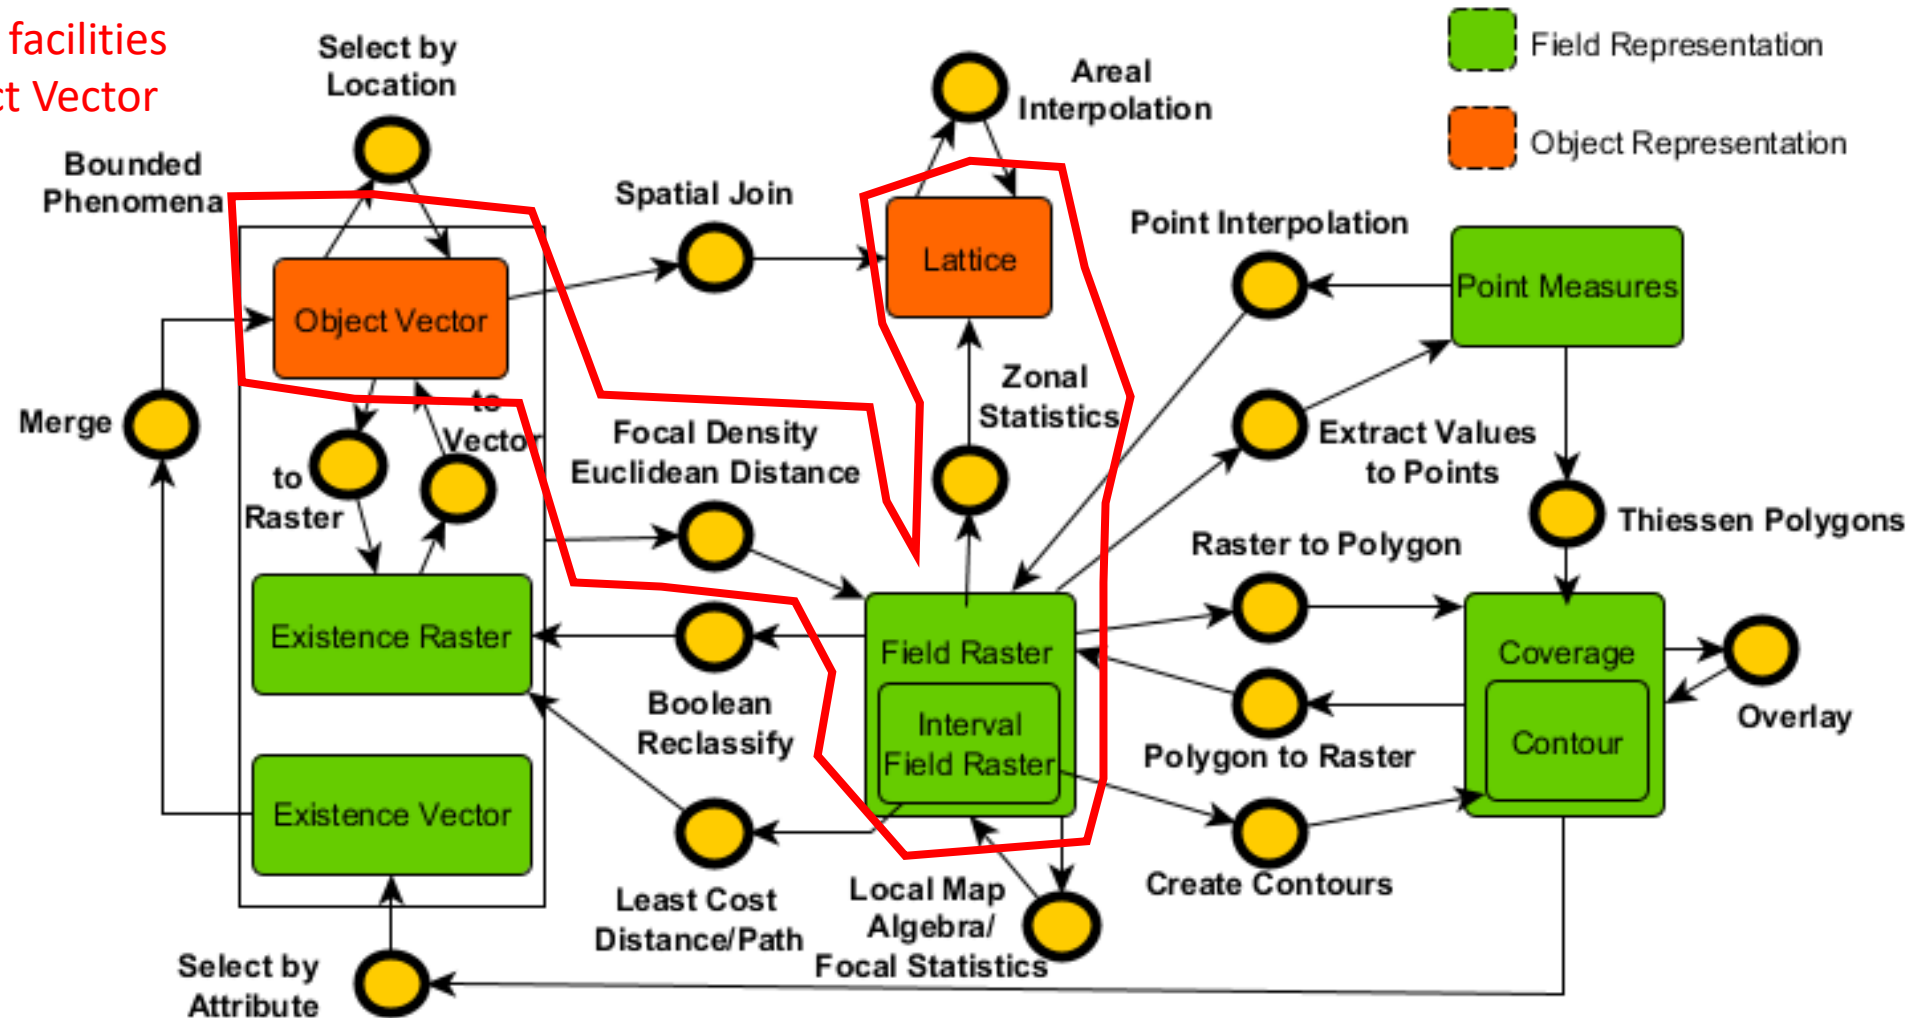 facilities
ct Vector
Select by
Location
Areal
Interpolation
Field Representation
Object Representation
Bounded
Phenomena
Spatial Join
Point Interpolation
Object Vector
Lattice
Point Measures
Merge
to
Vector
to
Raster
Focal Density
Euclidean Distance
Zonal
Statistics
Extract Values
to Points
Thiessen Polygons
Raster to Polygon
Existence Raster
Field Raster
Coverage
Boolean
Reclassify
Interval
Field Raster
Polygon to Raster
Contour
Overlay
Existence Vector
Least Cost
Distance/Path
Local Map
Algebra/
Focal Statistics
Create Contours
Select by
Attribute